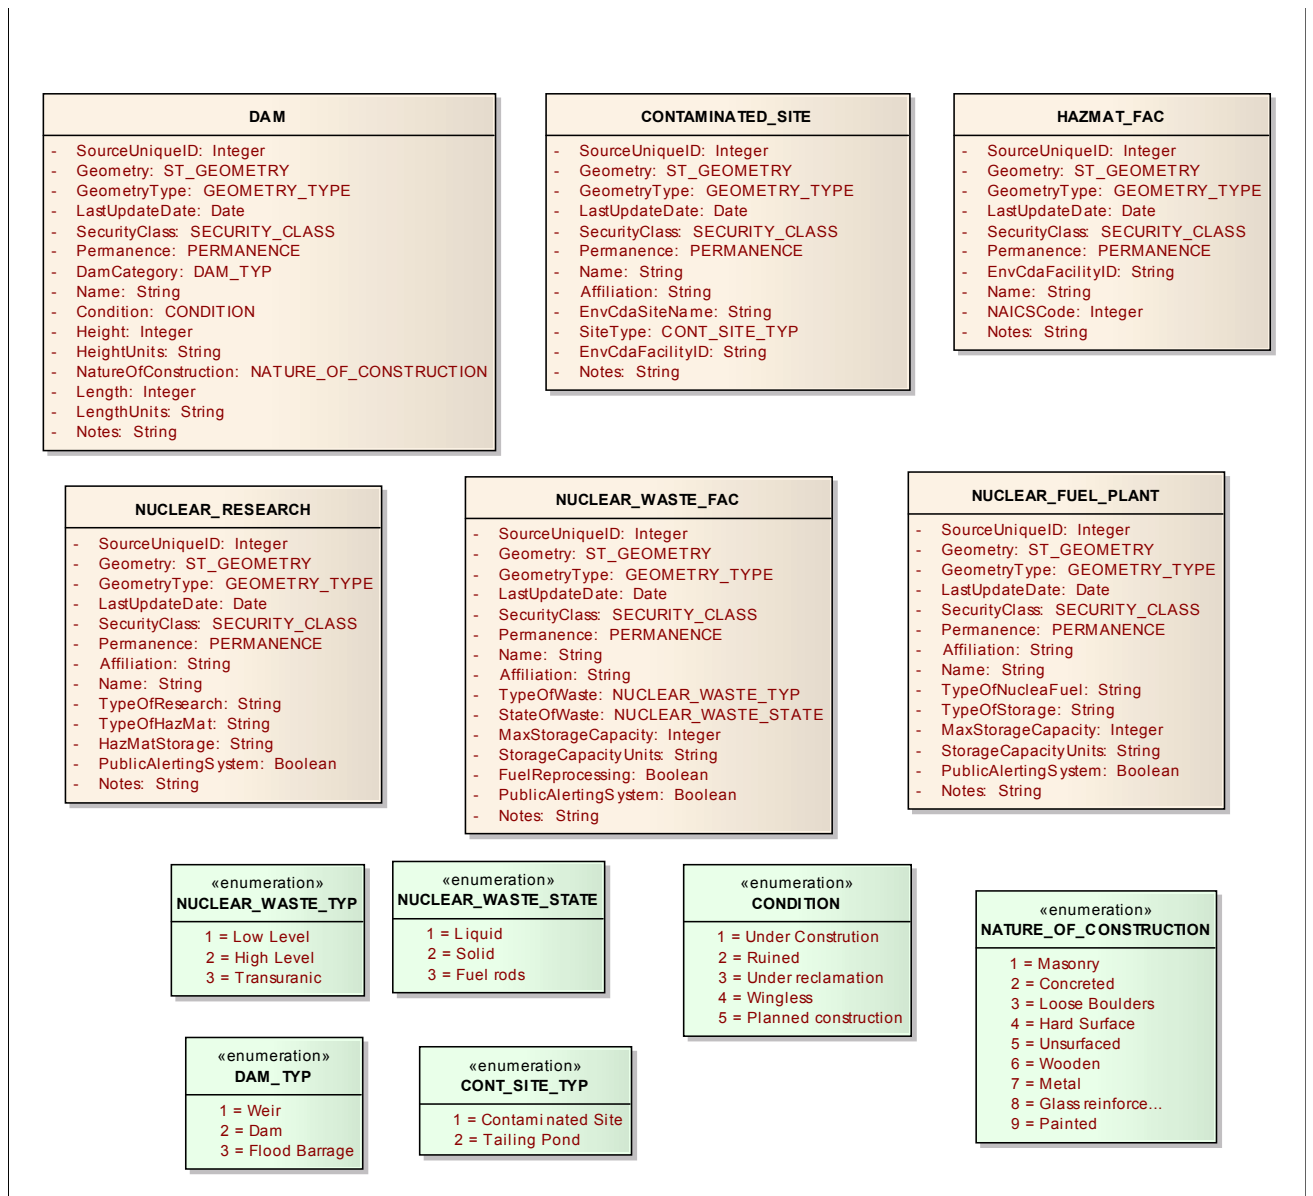 DAM
- SourceUniqueID: Integer
- Geometry: ST_GEOMETRY
- GeometryType: GEOMETRY_TYPE
- LastUpdateDate: Date
- SecurityClass: SECURITY_CLASS
- Permanence: PERMANENCE
- DamCategory: DAM_TYP
- Name: String
- Condition: CONDITION
- Height: Integer
- HeightUnits: String
- NatureOfConstruction: NATURE_OF_CONSTRUCTION
- Length: Integer
- LengthUnits: String
- Notes: String
CONTAMINATED_SITE
- SourceUniqueID: Integer
- Geometry: ST_GEOMETRY
- GeometryType: GEOMETRY_TYPE
- LastUpdateDate: Date
- SecurityClass: SECURITY_CLASS
- Permanence: PERMANENCE
- Name: String
- Affiliation: String
- EnvCdaSiteName: String
- SiteType: CONT_SITE_TYP
- EnvCdaFacilityID: String
- Notes: String
HAZMAT_FAC
- SourceUniqueID: Integer
- Geometry: ST_GEOMETRY
- GeometryType: GEOMETRY_TYPE
- LastUpdateDate: Date
- SecurityClass: SECURITY_CLASS
- Permanence: PERMANENCE
- EnvCdaFacilityID: String
- Name: String
- NAICSCode: Integer
- Notes: String
NUCLEAR_RESEARCH
- SourceUniqueID: Integer
- Geometry: ST_GEOMETRY
- GeometryType: GEOMETRY_TYPE
- LastUpdateDate: Date
- SecurityClass: SECURITY_CLASS
- Permanence: PERMANENCE
- Affiliation: String
- Name: String
- TypeOfResearch: String
- TypeOfHazMat: String
- HazMatStorage: String
- PublicAlertingSystem: Boolean
- Notes: String
NUCLEAR_WASTE_FAC
- SourceUniqueID: Integer
- Geometry: ST_GEOMETRY
- GeometryType: GEOMETRY_TYPE
- LastUpdateDate: Date
- SecurityClass: SECURITY_CLASS
- Permanence: PERMANENCE
- Name: String
- Affiliation: String
- TypeOfWaste: NUCLEAR_WASTE_TYP
- StateOfWaste: NUCLEAR_WASTE_STATE
- MaxStorageCapacity: Integer
- StorageCapacityUnits: String
- FuelReprocessing: Boolean
- PublicAlertingSystem: Boolean
- Notes: String
NUCLEAR_FUEL_PLANT
- SourceUniqueID: Integer
- Geometry: ST_GEOMETRY
- GeometryType: GEOMETRY_TYPE
- LastUpdateDate: Date
- SecurityClass: SECURITY_CLASS
- Permanence: PERMANENCE
- Affiliation: String
- Name: String
- TypeOfNucleaFuel: String
- TypeOfStorage: String
- MaxStorageCapacity: Integer
- StorageCapacityUnits: String
- PublicAlertingSystem: Boolean
- Notes: String
«enumeration»
NUCLEAR_WASTE_TYP
1 = Low Level
2 = High Level
3 = Transuranic
«enumeration»
NUCLEAR_WASTE_STATE
1 = Liquid
2 = Solid
3 = Fuel rods
«enumeration»
CONDITION
1 = Under Constrution
2 = Ruined
3 = Under reclamation
4 = Wingless
5 = Planned construction
«enumeration»
NATURE_OF_CONSTRUCTION
1 = Masonry
2 = Concreted
3 = Loose Boulders
4 = Hard Surface
5 = Unsurfaced
6 = Wooden
7 = Metal
8 = Glass reinforce...
9 = Painted
«enumeration»
DAM_TYP
1 = Weir
2 = Dam
3 = Flood Barrage
«enumeration»
CONT_SITE_TYP
1 = Contaminated Site
2 = Tailing Pond